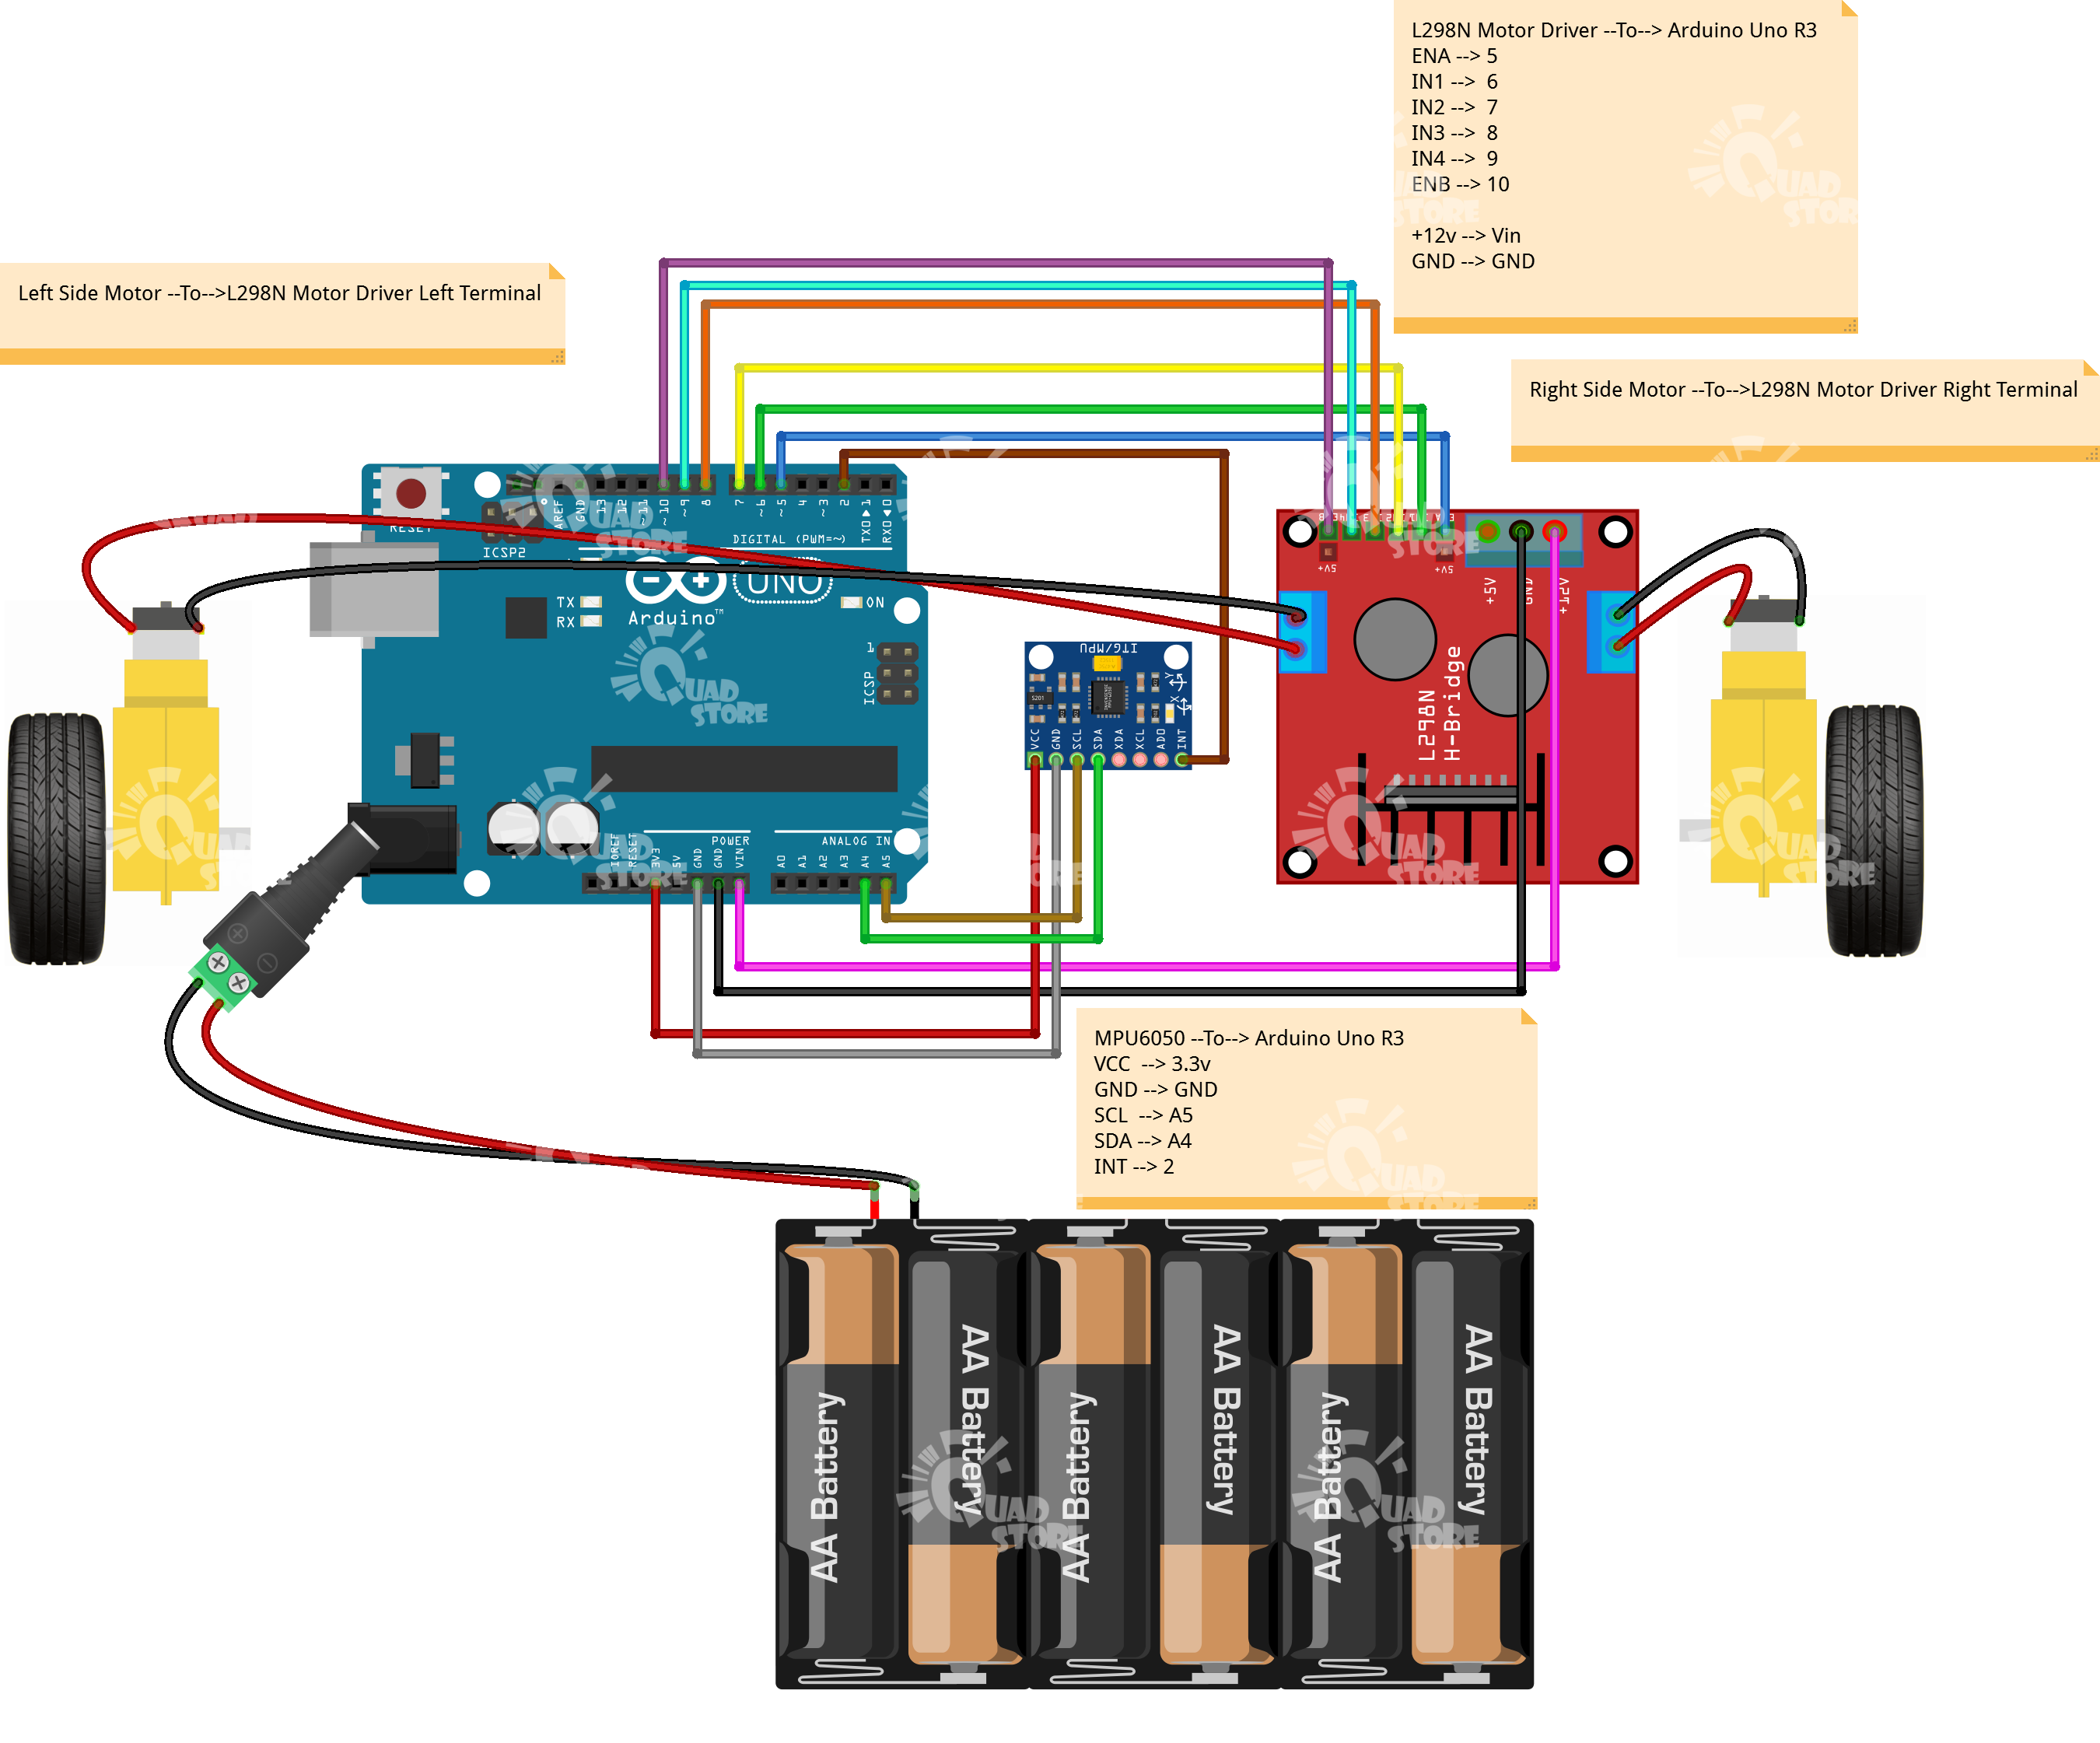 L298N Motor Driver --To--> Arduino Uno R3
ENA --> 5
IN1 --> 6
IN2 --> 7
IN3 --> 8
IN4 --> 9
ENB --> 10
+12v --> Vin
GND --> GND
Left Side Motor --To-->L298N Motor Driver Left Terminal
Right Side Motor --To-->L298N Motor Driver Right Terminal
RESET
ICSP2
AREF
GND
13
12
~11
~10
~9
8
7
~6
~5
4
~3
2
TX0 1
RX0 0
DIGITAL (PWM=~)
UNO
Arduino™
TX
RX
ON
1
ICSP
POWER
ANALOG IN
IOREF
RESET
3V3
5V
GND
GND
VIN
A0
A1
A2
A3
A4
A5
ITG/MPU
Y
X
VCC
GND
SCL
SDA
XDA
XCL
AD0
INT
+5V
+5V
+5V
GND
+12V
L298N
H-Bridge
MPU6050 --To--> Arduino Uno R3
VCC --> 3.3v
GND --> GND
SCL --> A5
SDA --> A4
INT --> 2
AA Battery
AA Battery
AA Battery
AA Battery
AA Battery
AA Battery
QUAD STORE